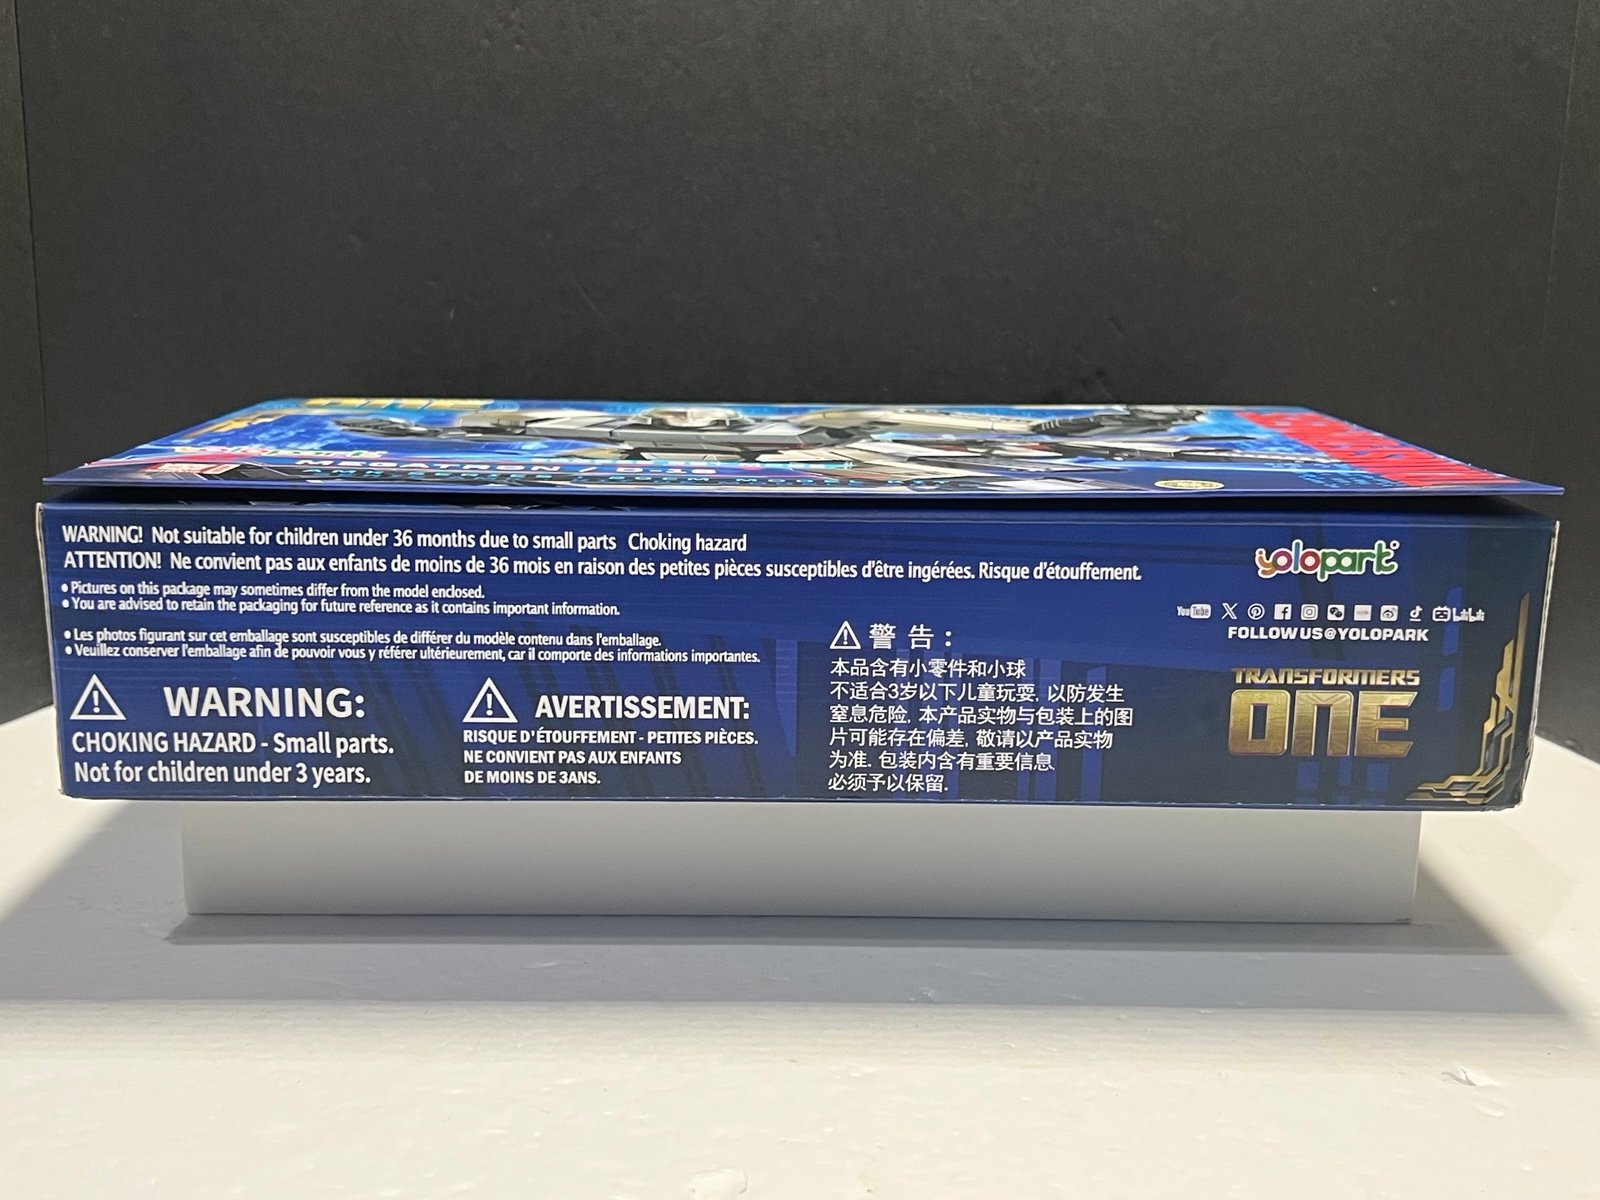 yolopark
MEGATRON / D-16
WARNING! Not suitable for children under 36 months due to small parts Choking hazard
ATTENTION! Ne convient pas aux enfants de moins de 36 mois en raison des petites pièces susceptibles d'être ingérées. Risque d'étouffement.
• Pictures on this package may sometimes differ from the model enclosed.
• You are advised to retain the packaging for future reference as it contains important information.
• Les photos figurant sur cet emballage sont susceptibles de différer du modèle contenu dans l'emballage.
• Veuillez conserver l'emballage afin de pouvoir vous y référer ultérieurement, car il comporte des informations importantes.
WARNING:
CHOKING HAZARD - Small parts.
Not for children under 3 years.
AVERTISSEMENT:
RISQUE D'ÉTOUFFEMENT - PETITES PIÈCES.
NE CONVIENT PAS AUX ENFANTS
DE MOINS DE 3ANS.
警 告：
本品含有小零件和小球
不适合3岁以下儿童玩耍, 以防发生
窒息危险, 本产品实物与包装上的图
片可能存在偏差, 敬请以产品实物
为准. 包装内含有重要信息
必须予以保留.
yolopark
YouTube
bilibili
FOLLOW US@YOLOPARK
TRANSFORMERS
ONE